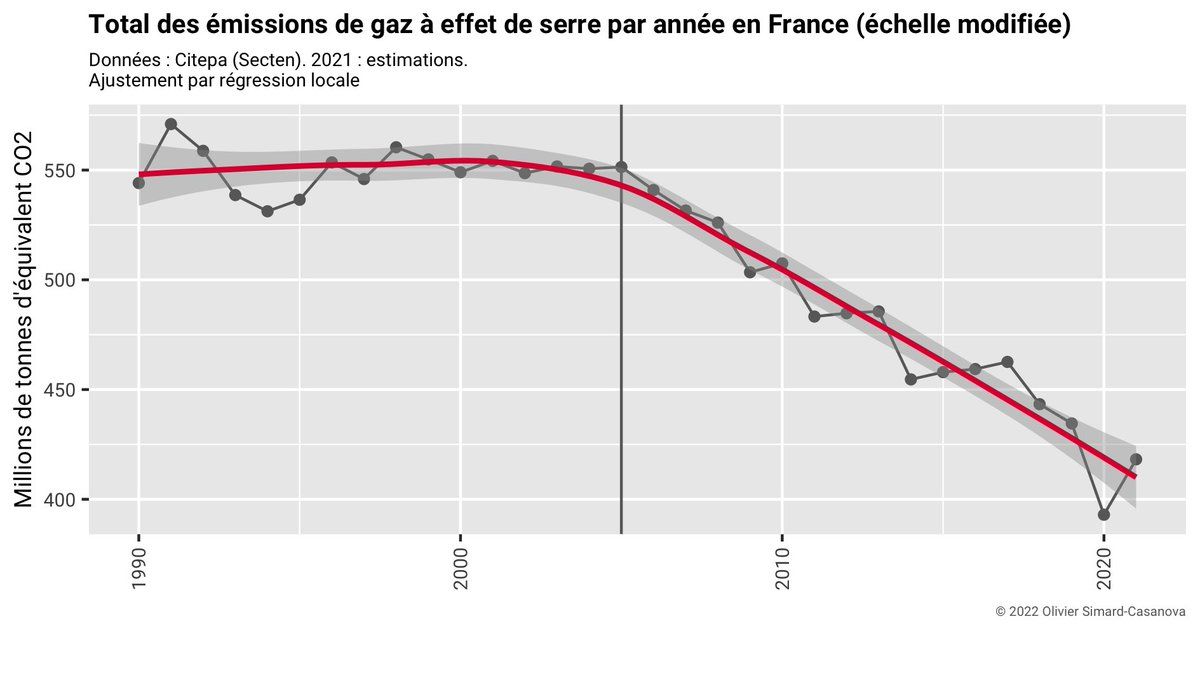 Total des émissions de gaz à effet de serre par année en France (échelle modifiée)
Données : Citepa (Secten). 2021 : estimations.
Ajustement par régression locale
Millions de tonnes d'équivalent CO2
550
500
450
400
1990
2000
2010
2020
© 2022 Olivier Simard-Casanova